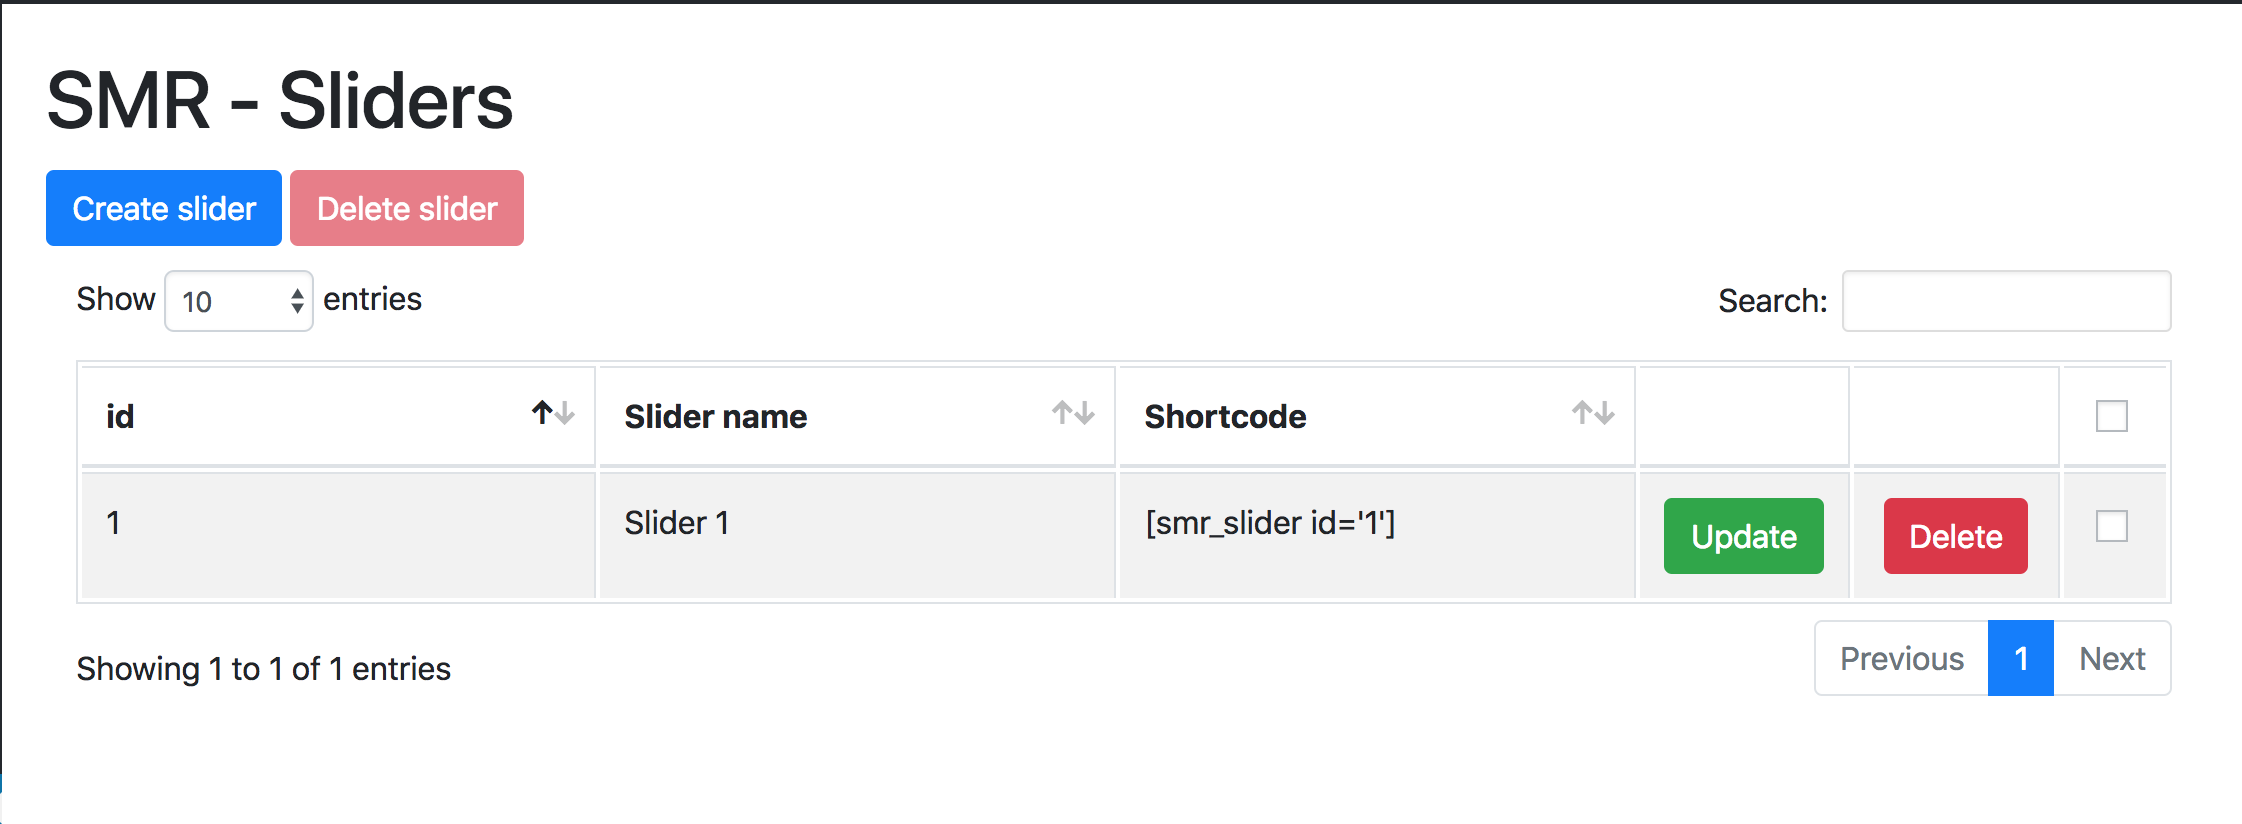 SMR - Sliders
Create slider Delete slider
Show 10 entries Search:
id Slider name Shortcode
1 Slider 1 [smr_slider id='1'] Update Delete
Showing 1 to 1 of 1 entries Previous 1 Next